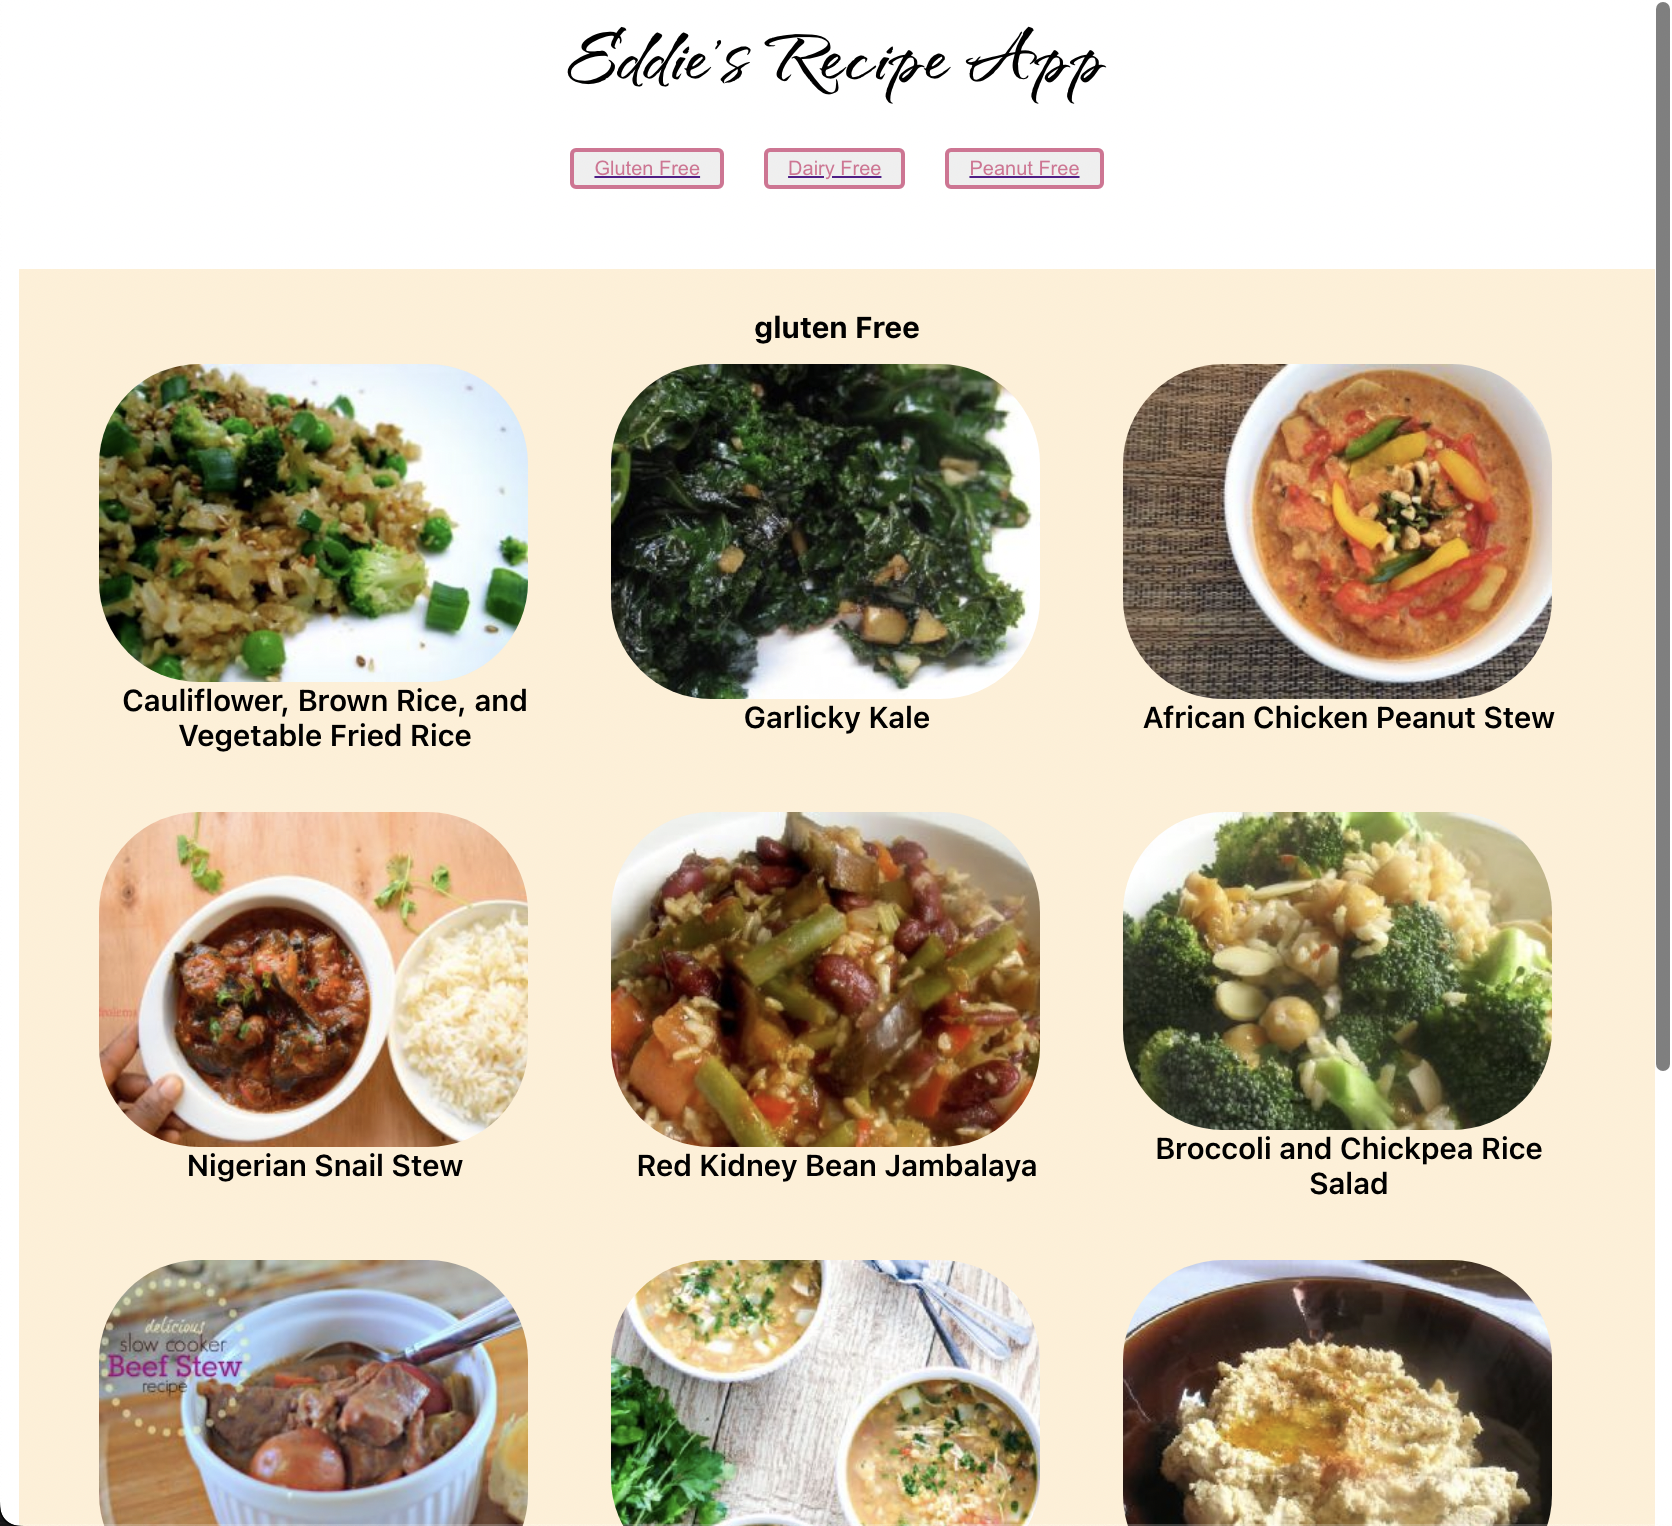 Eddie's Recipe App
Gluten Free
Dairy Free
Peanut Free
gluten Free
Cauliflower, Brown Rice, and
Vegetable Fried Rice
Garlicky Kale
African Chicken Peanut Stew
Nigerian Snail Stew
Red Kidney Bean Jambalaya
Broccoli and Chickpea Rice
Salad
delicious
slow cooker
Beef Stew
recipe